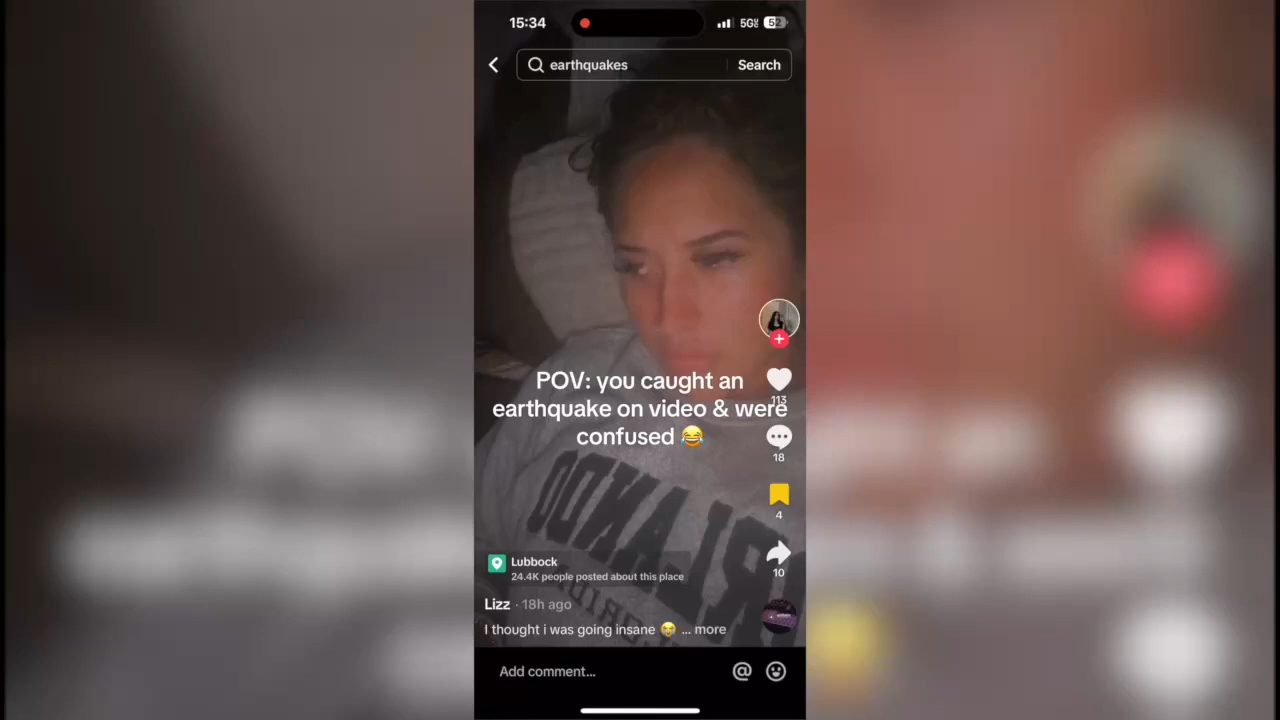 15:34
5G
52
earthquakes
Search
POV: you caught an
earthquake on video & were
confused 😂
113
18
4
10
Lubbock
24.4K people posted about this place
Lizz · 18h ago
I thought i was going insane 😭 ... more
Add comment...
@